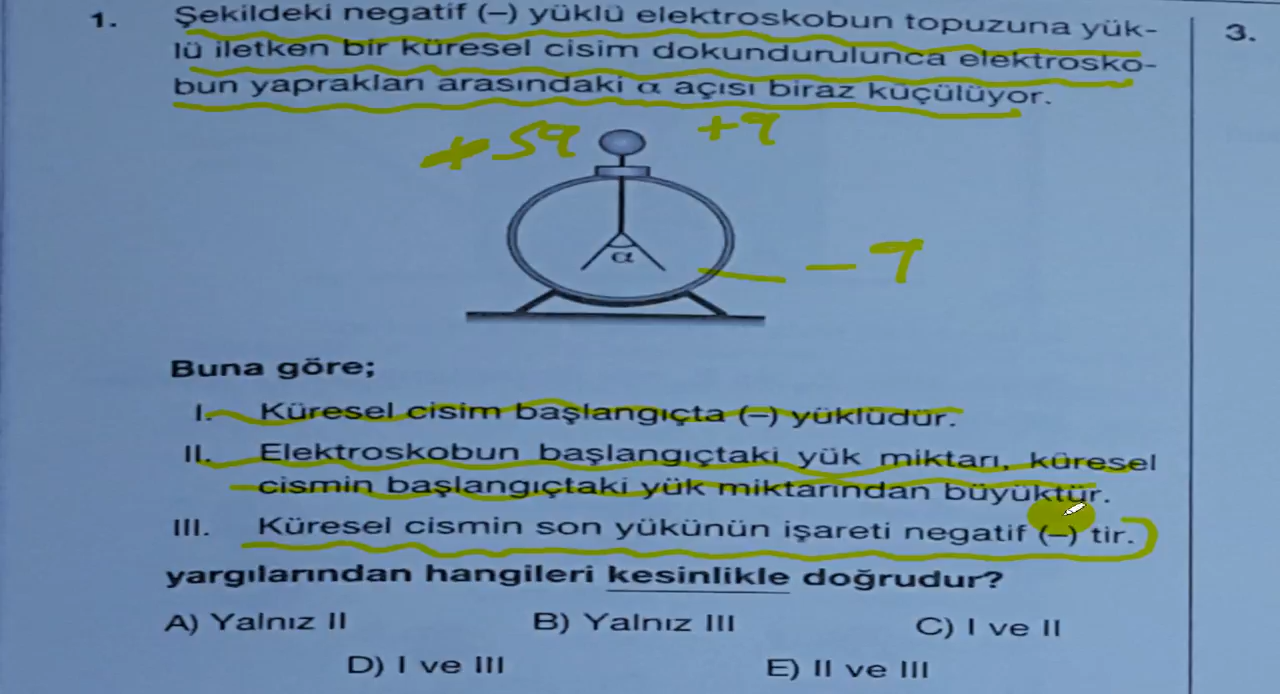 1. Şekildeki negatif (–) yüklü elektroskobun topuzuna yük-
lü iletken bir küresel cisim dokundurulunca elektrosko-
bun yaprakları arasındaki α açısı biraz küçülüyor.
3.
+59 +9
α
–9
Buna göre;
I. Küresel cisim başlangıçta (–) yüklüdür.
II. Elektroskobun başlangıçtaki yük miktarı, küresel
cismin başlangıçtaki yük miktarından büyüktür.
III. Küresel cismin son yükünün işareti negatif (–) tir.
yargılarından hangileri kesinlikle doğrudur?
A) Yalnız II B) Yalnız III C) I ve II
D) I ve III E) II ve III